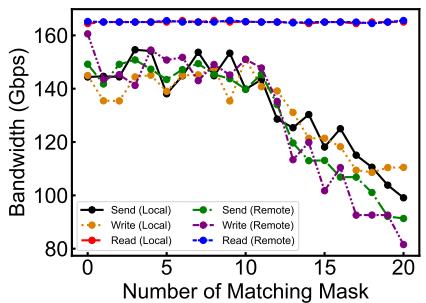 160
140
120
100
80
Bandwidth (Gbps)
Send (Local)
Write (Local)
Read (Local)
Send (Remote)
Write (Remote)
Read (Remote)
0 5 10 15 20
Number of Matching Mask